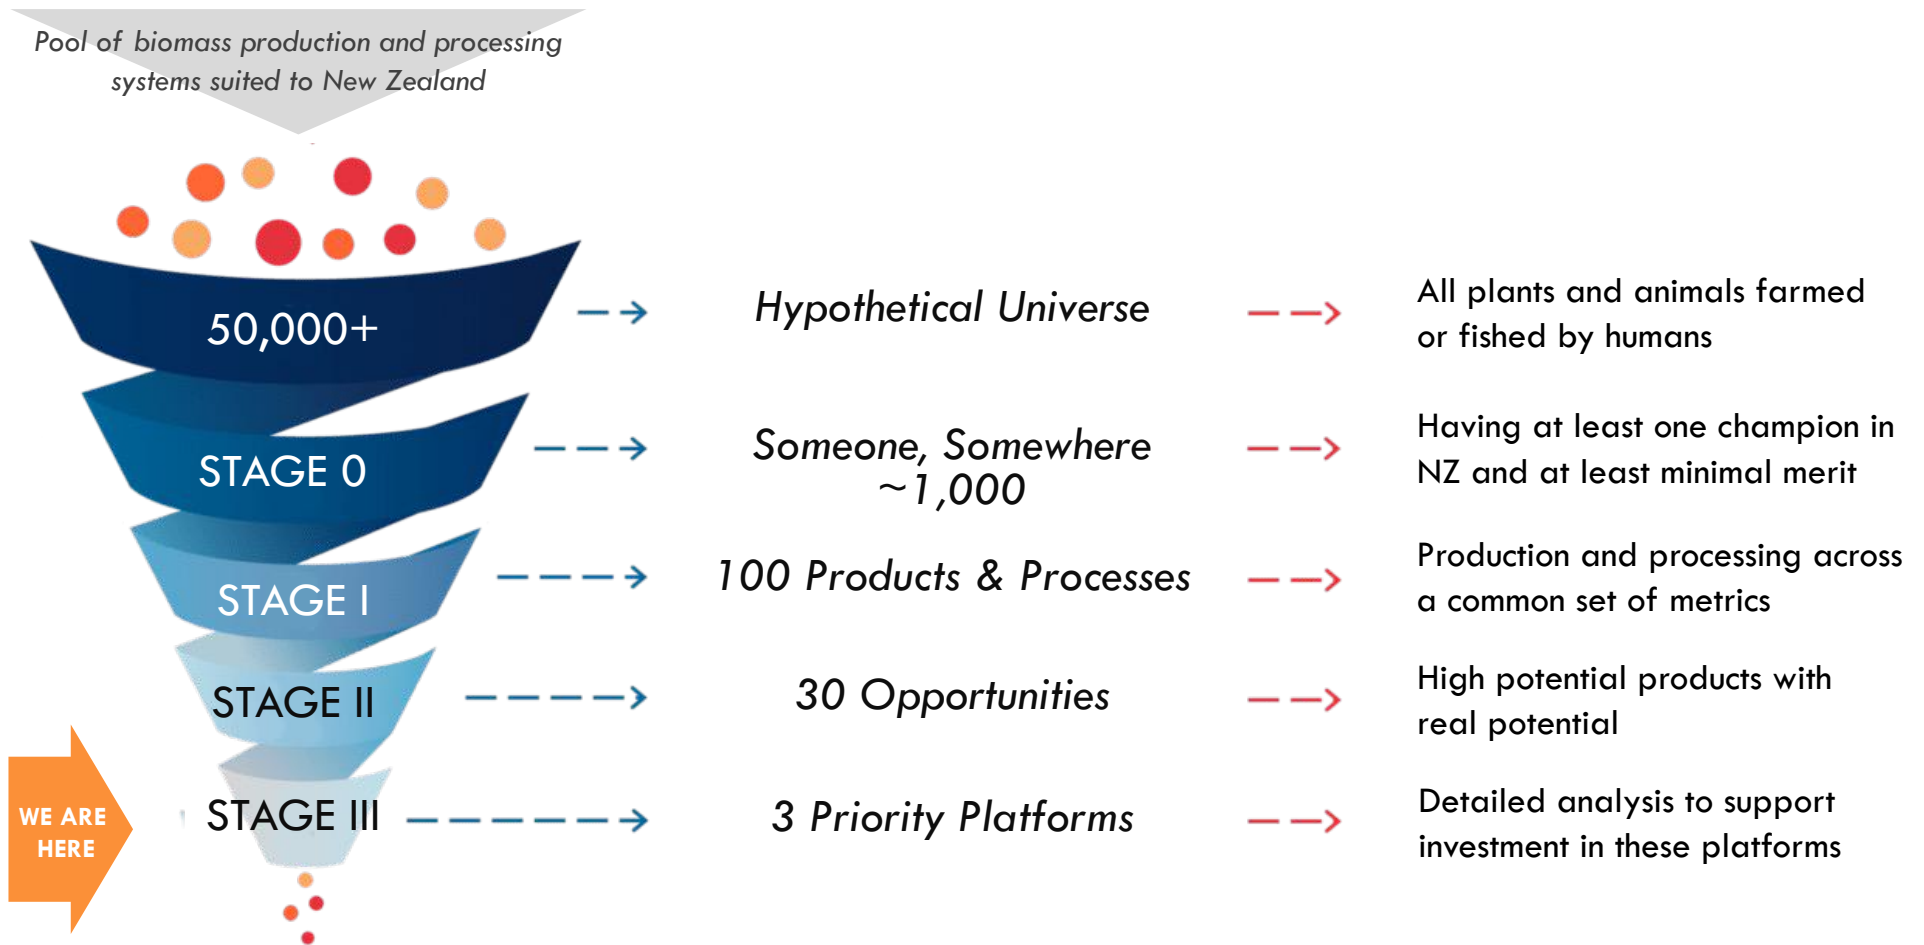 Pool of biomass production and processing
systems suited to New Zealand
50,000+
Hypothetical Universe
All plants and animals farmed
or fished by humans
STAGE 0
Someone, Somewhere
~1,000
Having at least one champion in
NZ and at least minimal merit
STAGE I
100 Products & Processes
Production and processing across
a common set of metrics
STAGE II
30 Opportunities
High potential products with
real potential
WE ARE
HERE
STAGE III
3 Priority Platforms
Detailed analysis to support
investment in these platforms